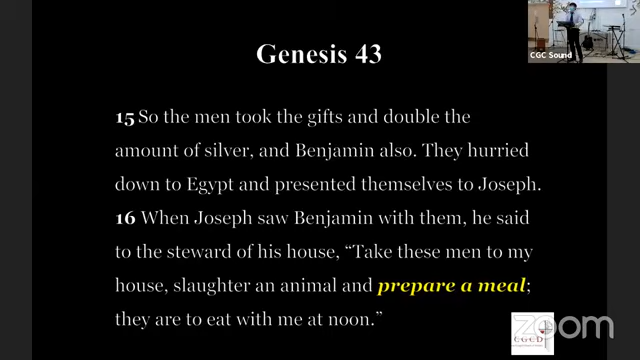 CGC Sound
Genesis 43
15 So the men took the gifts and double the
amount of silver, and Benjamin also. They hurried
down to Egypt and presented themselves to Joseph.
16 When Joseph saw Benjamin with them, he said
to the steward of his house, “Take these men to my
house, slaughter an animal and prepare a meal;
they are to eat with me at noon.”
zoom
CGCD